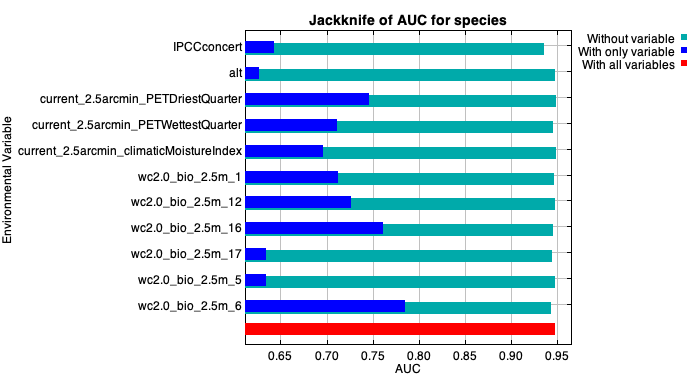 Jackknife of AUC for species
Without variable
With only variable
With all variables
Environmental Variable
IPCCconcert
alt
current_2.5arcmin_PETDriestQuarter
current_2.5arcmin_PETWettestQuarter
current_2.5arcmin_climaticMoistureIndex
wc2.0_bio_2.5m_1
wc2.0_bio_2.5m_12
wc2.0_bio_2.5m_16
wc2.0_bio_2.5m_17
wc2.0_bio_2.5m_5
wc2.0_bio_2.5m_6
0.65 0.70 0.75 0.80 0.85 0.90 0.95
AUC